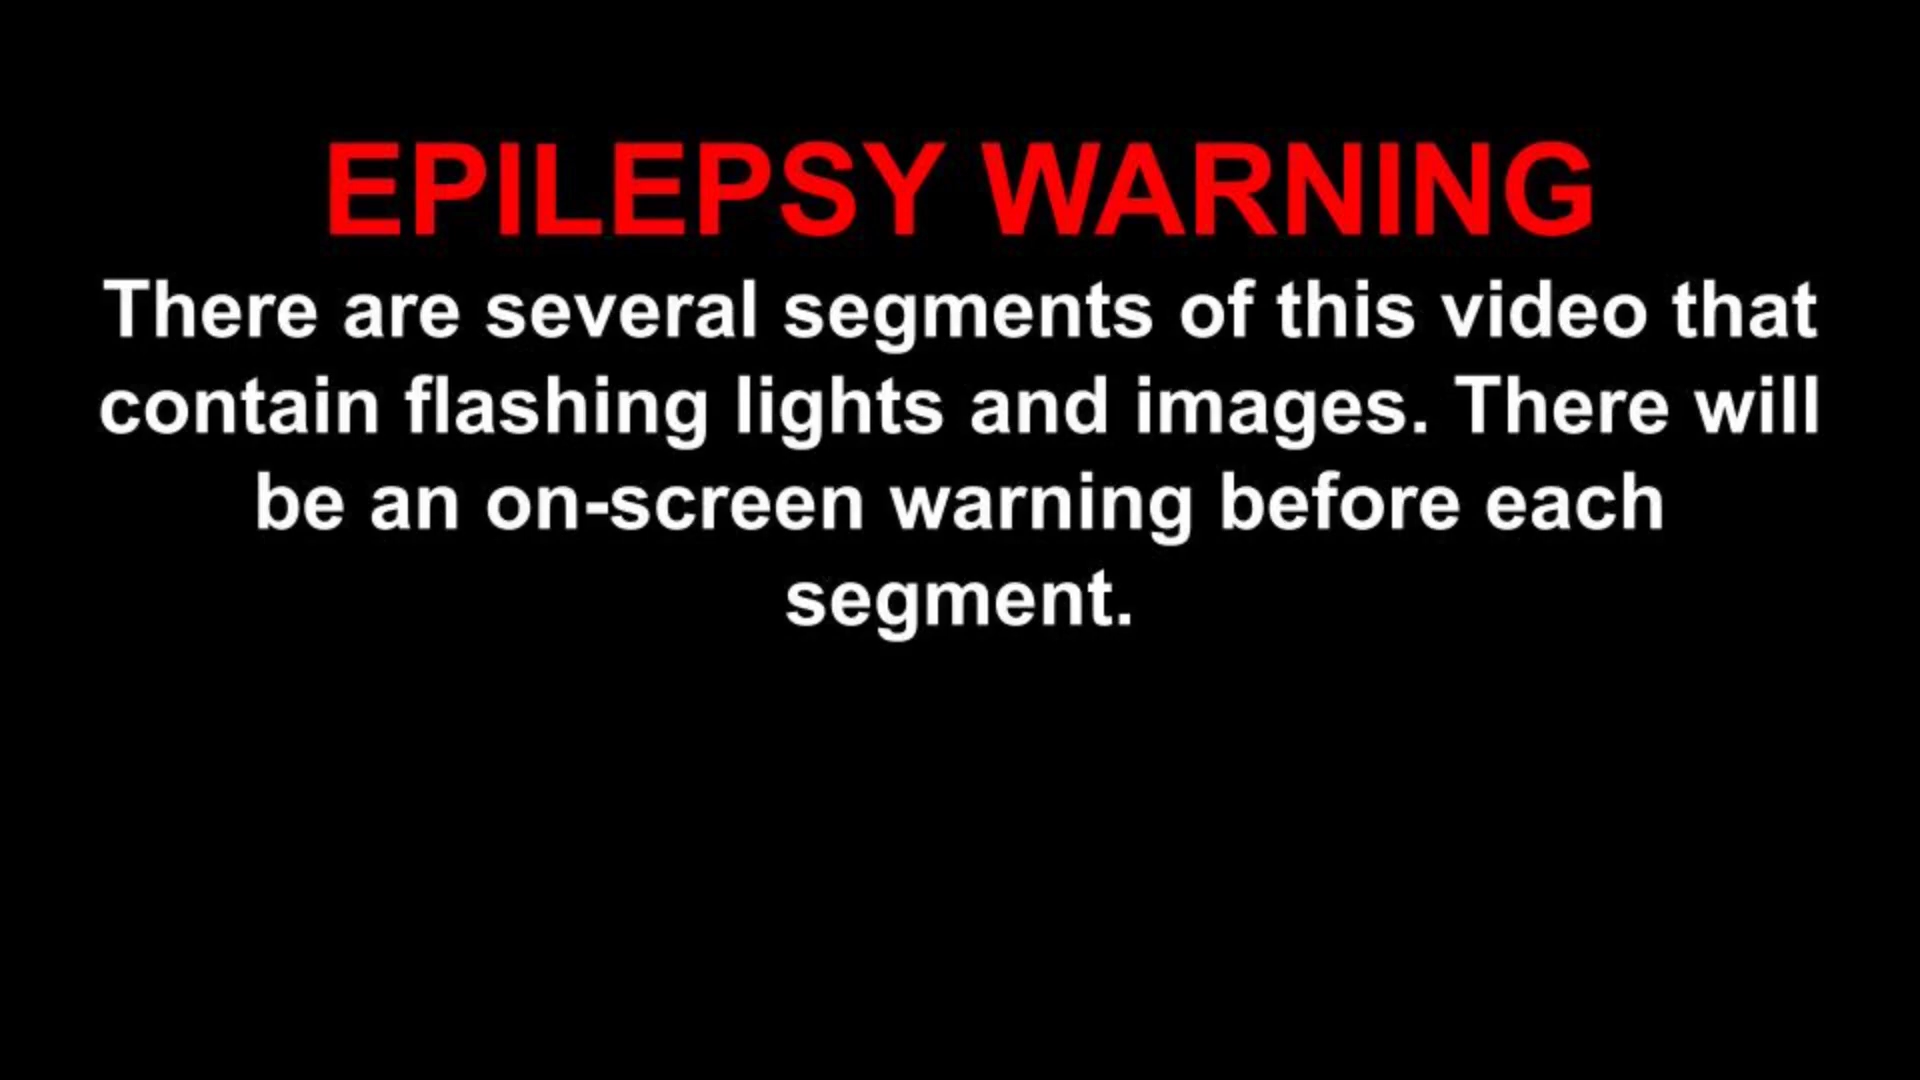 EPILEPSY WARNING
There are several segments of this video that
contain flashing lights and images. There will
be an on-screen warning before each
segment.